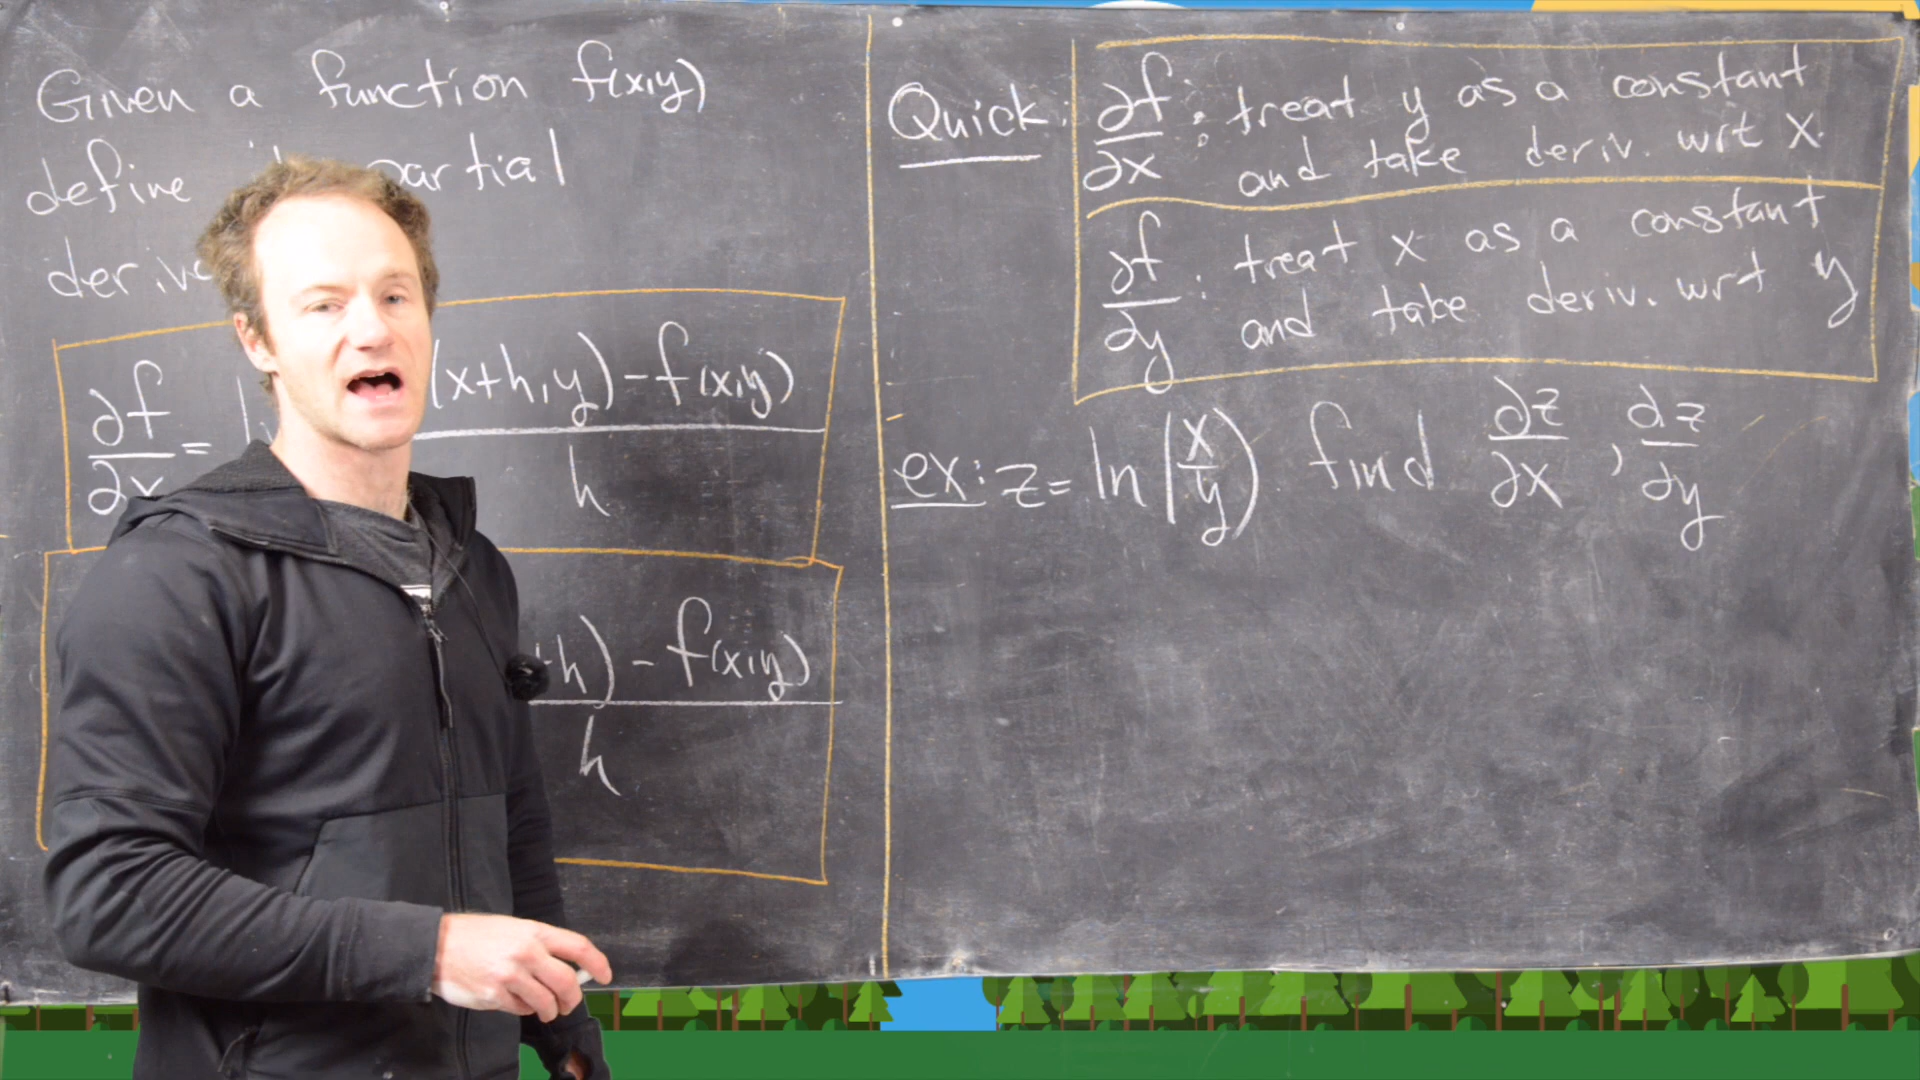 Given a function f(x,y)
define partial
∂f/∂x = (x+h,y) - f(x,y)
h
+h) - f(x,y)
h
Quick: ∂f/∂x : treat y as a constant
and take deriv. wrt x.
∂f/∂y : treat x as a constant
and take deriv. wrt y
ex: z = ln(x/y) find ∂z/∂x , ∂z/∂y